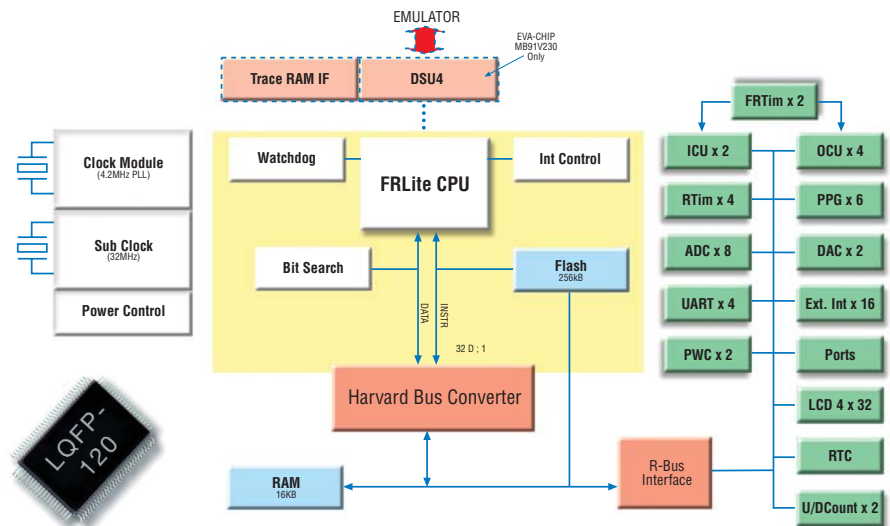 EMULATOR
EVA-CHIP
MB91V230
Only
Trace RAM IF
DSU4
FRTim x 2
Clock Module
(4.2MHz PLL)
Watchdog
FRLite CPU
Int Control
ICU x 2
OCU x 4
RTim x 4
PPG x 6
Sub Clock
(32MHz)
Bit Search
Flash
256kB
ADC x 8
DAC x 2
Power Control
DATA
INSTR
UART x 4
Ext. Int x 16
32 D ; 1
PWC x 2
Ports
Harvard Bus Converter
LCD 4 x 32
LQFP-
120
RAM
16KB
R-Bus
Interface
RTC
U/DCount x 2